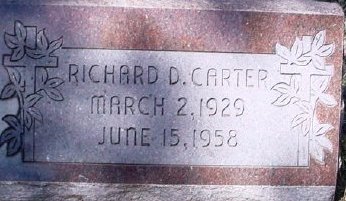 RICHARD D. CARTER
MARCH 2, 1929
JUNE 15, 1958